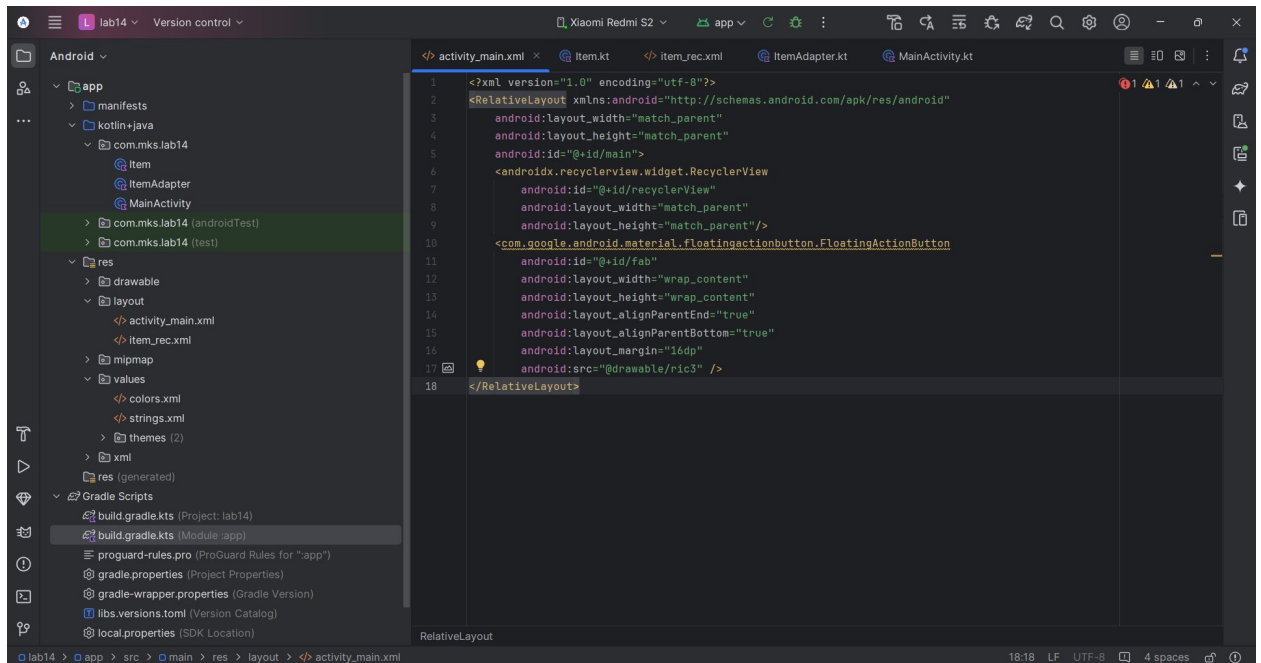 L lab14 Version control
Xiaomi Redmi S2 app
Android
app
manifests
kotlin+java
com.mks.lab14
Item
ItemAdapter
MainActivity
com.mks.lab14 (androidTest)
com.mks.lab14 (test)
res
drawable
layout
activity_main.xml
item_rec.xml
mipmap
values
colors.xml
strings.xml
themes (2)
xml
res (generated)
Gradle Scripts
build.gradle.kts (Project: lab14)
build.gradle.kts (Module :app)
proguard-rules.pro (ProGuard Rules for ":app")
gradle.properties (Project Properties)
gradle-wrapper.properties (Gradle Version)
libs.versions.toml (Version Catalog)
local.properties (SDK Location)
activity_main.xml Item.kt item_rec.xml ItemAdapter.kt MainActivity.kt
1 1 1
1 <?xml version="1.0" encoding="utf-8"?>
2 <RelativeLayout xmlns:android="http://schemas.android.com/apk/res/android"
3 android:layout_width="match_parent"
4 android:layout_height="match_parent"
5 android:id="@+id/main">
6 <androidx.recyclerview.widget.RecyclerView
7 android:id="@+id/recyclerView"
8 android:layout_width="match_parent"
9 android:layout_height="match_parent"/>
10 <com.google.android.material.floatingactionbutton.FloatingActionButton
11 android:id="@+id/fab"
12 android:layout_width="wrap_content"
13 android:layout_height="wrap_content"
14 android:layout_alignParentEnd="true"
15 android:layout_alignParentBottom="true"
16 android:layout_margin="16dp"
17 android:src="@drawable/ric3" />
18 </RelativeLayout>
RelativeLayout
lab14 > app > src > main > res > layout > activity_main.xml
18:18 LF UTF-8 4 spaces